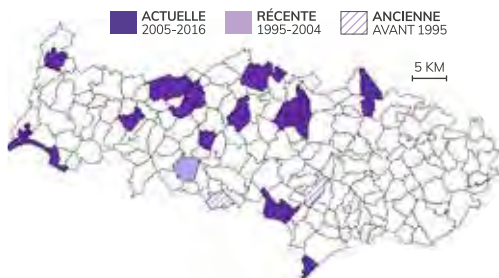 ACTUELLE
2005-2016
RÉCENTE
1995-2004
ANCIENNE
AVANT 1995
5 KM